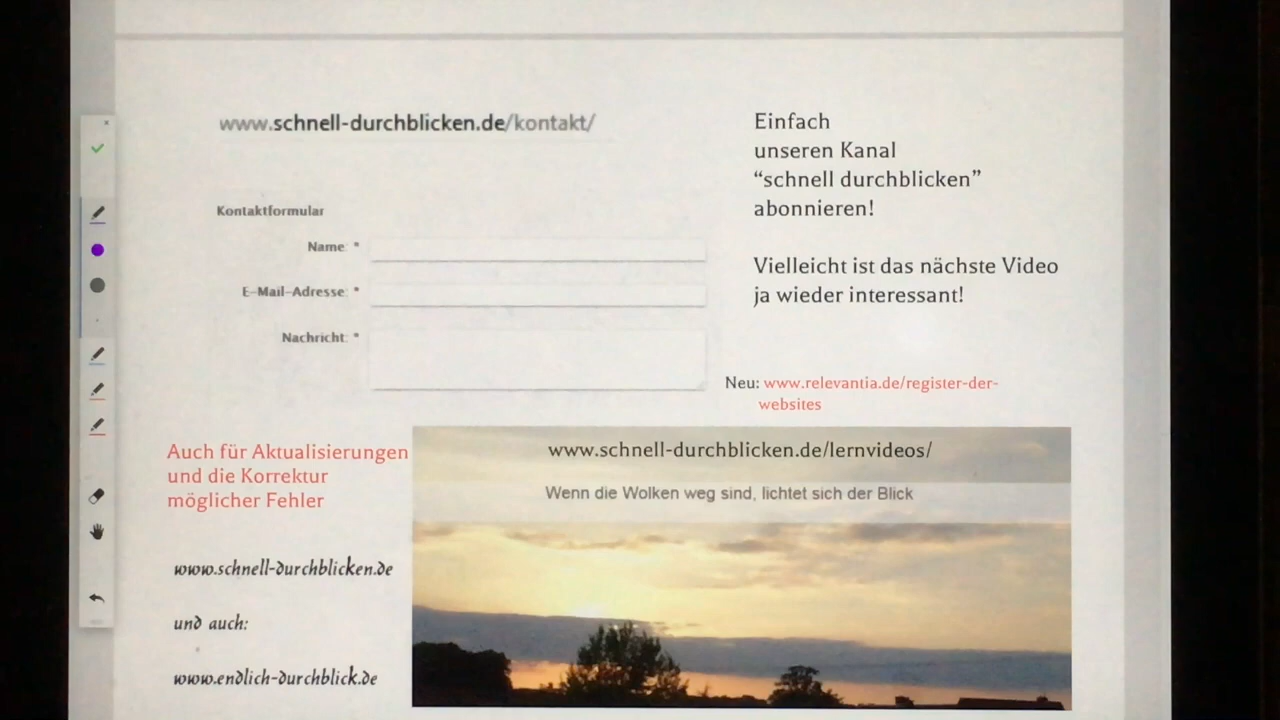 www.schnell-durchblicken.de/kontakt/
Kontaktformular
Name: *
E-Mail-Adresse: *
Nachricht: *
Einfach
unseren Kanal
“schnell durchblicken”
abonnieren!
Vielleicht ist das nächste Video
ja wieder interessant!
Neu: www.relevantia.de/register-der-
websites
Auch für Aktualisierungen
und die Korrektur
möglicher Fehler
www.schnell-durchblicken.de
und auch:
www.endlich-durchblick.de
www.schnell-durchblicken.de/lernvideos/
Wenn die Wolken weg sind, lichtet sich der Blick